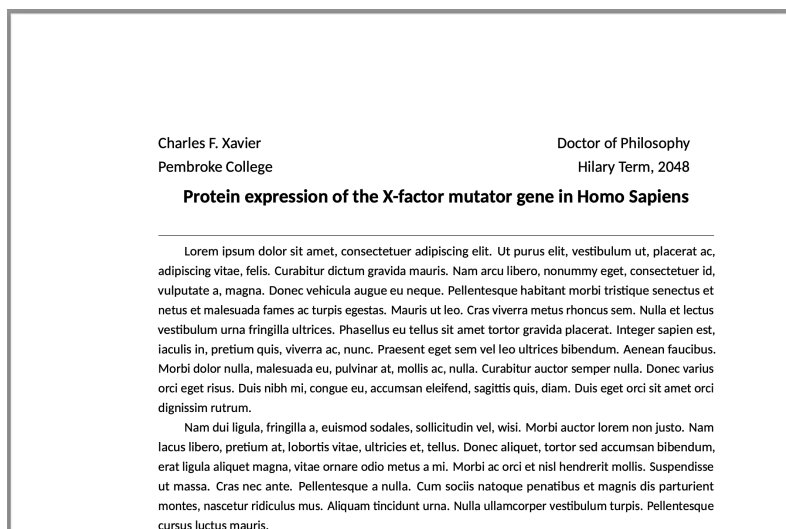 Charles F. Xavier Doctor of Philosophy
Pembroke College Hilary Term, 2048
Protein expression of the X-factor mutator gene in Homo Sapiens
Lorem ipsum dolor sit amet, consectetuer adipiscing elit. Ut purus elit, vestibulum ut, placerat ac,
adipiscing vitae, felis. Curabitur dictum gravida mauris. Nam arcu libero, nonummy eget, consectetuer id,
vulputate a, magna. Donec vehicula augue eu neque. Pellentesque habitant morbi tristique senectus et
netus et malesuada fames ac turpis egestas. Mauris ut leo. Cras viverra metus rhoncus sem. Nulla et lectus
vestibulum urna fringilla ultrices. Phasellus eu tellus sit amet tortor gravida placerat. Integer sapien est,
iaculis in, pretium quis, viverra ac, nunc. Praesent eget sem vel leo ultrices bibendum. Aenean faucibus.
Morbi dolor nulla, malesuada eu, pulvinar at, mollis ac, nulla. Curabitur auctor semper nulla. Donec varius
orci eget risus. Duis nibh mi, congue eu, accumsan eleifend, sagittis quis, diam. Duis eget orci sit amet orci
dignissim rutrum.
Nam dui ligula, fringilla a, euismod sodales, sollicitudin vel, wisi. Morbi auctor lorem non justo. Nam
lacus libero, pretium at, lobortis vitae, ultricies et, tellus. Donec aliquet, tortor sed accumsan bibendum,
erat ligula aliquet magna, vitae ornare odio metus a mi. Morbi ac orci et nisl hendrerit mollis. Suspendisse
ut massa. Cras nec ante. Pellentesque a nulla. Cum sociis natoque penatibus et magnis dis parturient
montes, nascetur ridiculus mus. Aliquam tincidunt urna. Nulla ullamcorper vestibulum turpis. Pellentesque
cursus luctus mauris.